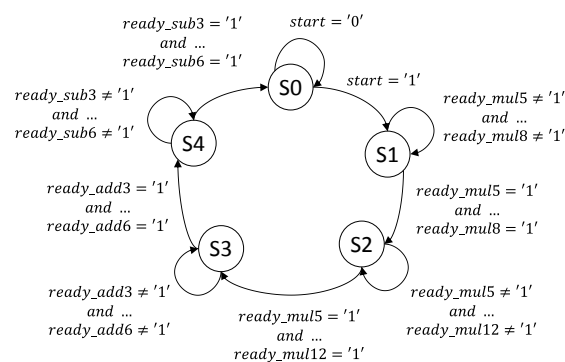 ready_sub3 = '1'
and ...
ready_sub6 = '1'
start = '0'
S0
start = '1'
ready_sub3 ≠ '1'
and ...
ready_sub6 ≠ '1'
S4
ready_mul5 ≠ '1'
and ...
ready_mul8 ≠ '1'
S1
ready_add3 = '1'
and ...
ready_add6 = '1'
ready_mul5 = '1'
and ...
ready_mul8 = '1'
S3
S2
ready_add3 ≠ '1'
and ...
ready_add6 ≠ '1'
ready_mul5 = '1'
and ...
ready_mul12 = '1'
ready_mul5 ≠ '1'
and ...
ready_mul12 ≠ '1'